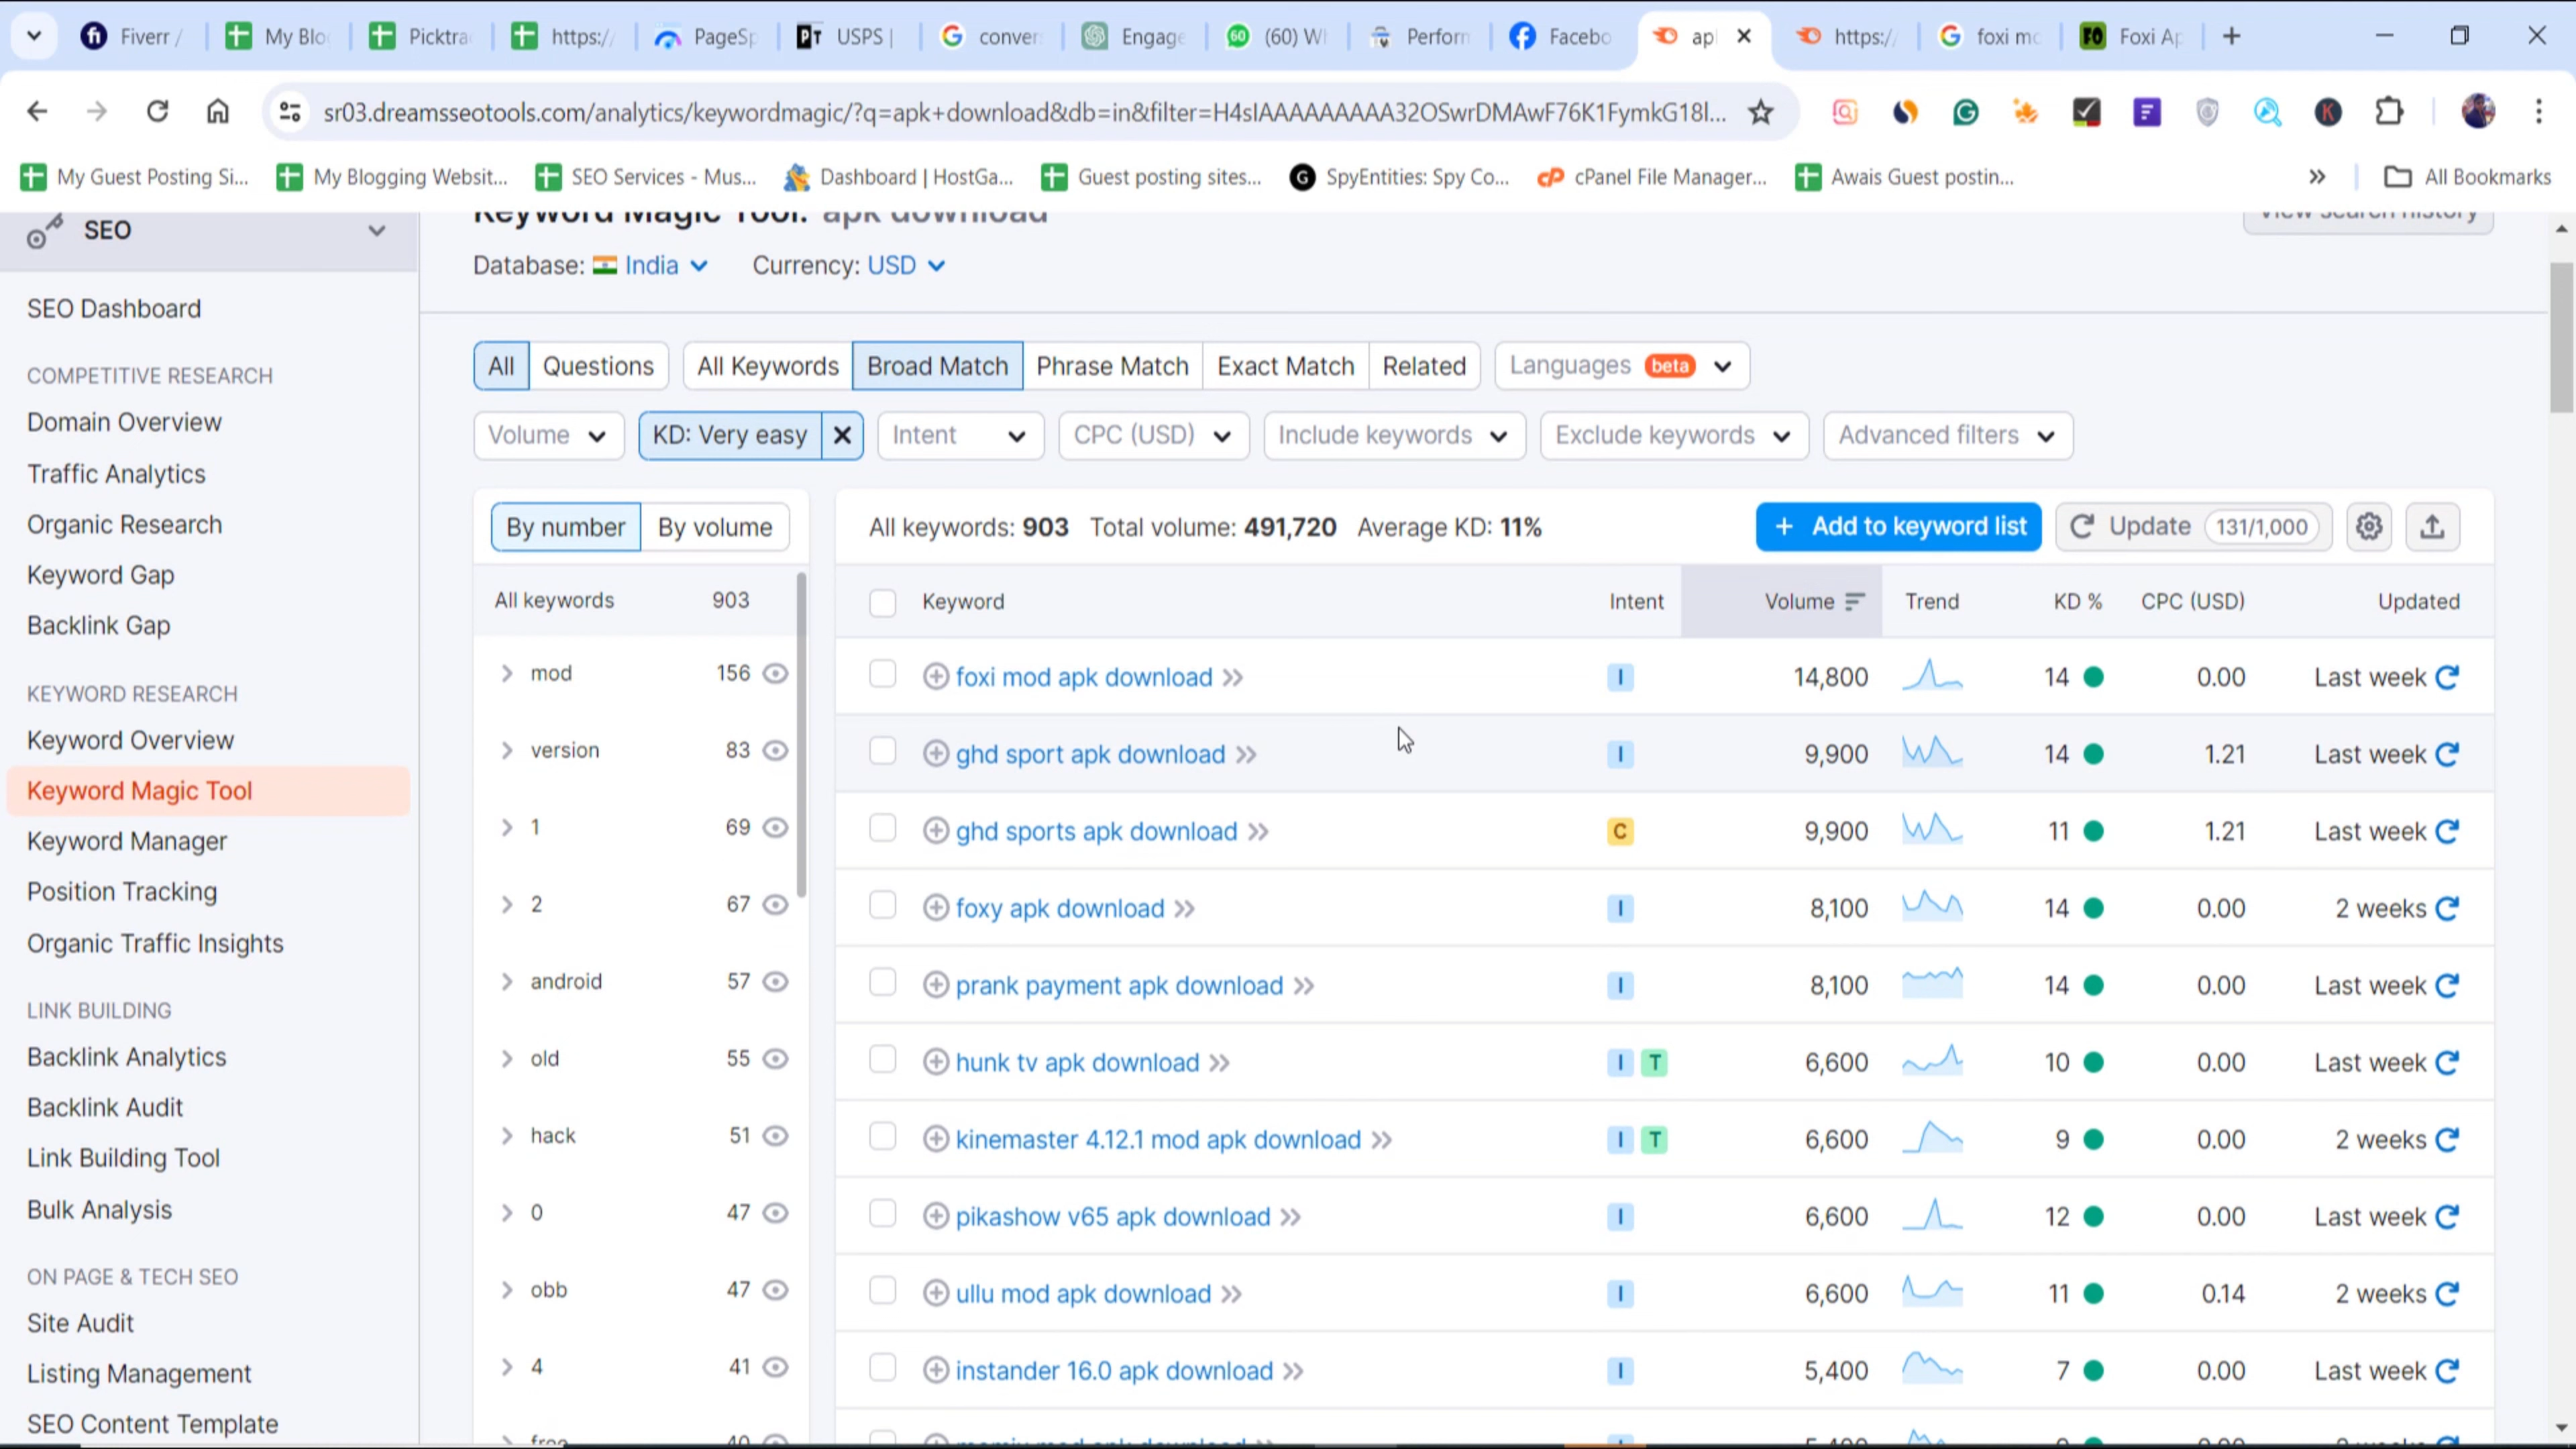 Fiverr /
My Blo
Picktra
https:/
PageSp
PT USPS |
conver
Engage
60 (60) W
Perform
Facebo
ap
https:/
foxi mo
FO Foxi Ap
sr03.dreamsseotools.com/analytics/keywordmagic/?q=apk+download&db=in&filter=H4sIAAAAAAAAA32OSwrDMAwF76K1FymkG18l...
My Guest Posting Si...
My Blogging Websit...
SEO Services - Mus...
Dashboard | HostGa...
Guest posting sites...
SpyEntities: Spy Co...
cPanel File Manager...
Awais Guest postin...
All Bookmarks
SEO
SEO Dashboard
COMPETITIVE RESEARCH
Domain Overview
Traffic Analytics
Organic Research
Keyword Gap
Backlink Gap
KEYWORD RESEARCH
Keyword Overview
Keyword Magic Tool
Keyword Manager
Position Tracking
Organic Traffic Insights
LINK BUILDING
Backlink Analytics
Backlink Audit
Link Building Tool
Bulk Analysis
ON PAGE & TECH SEO
Site Audit
Listing Management
SEO Content Template
Keyword Magic Tool: apk download
View search history
Database: India Currency: USD
All Questions All Keywords Broad Match Phrase Match Exact Match Related Languages beta
Volume KD: Very easy Intent CPC (USD) Include keywords Exclude keywords Advanced filters
By number By volume
All keywords 903
mod 156
version 83
1 69
2 67
android 57
old 55
hack 51
0 47
obb 47
4 41
free 40
All keywords: 903 Total volume: 491,720 Average KD: 11%
+ Add to keyword list Update 131/1,000
Keyword Intent Volume Trend KD % CPC (USD) Updated
foxi mod apk download I 14,800 14 0.00 Last week
ghd sport apk download I 9,900 14 1.21 Last week
ghd sports apk download C 9,900 11 1.21 Last week
foxy apk download I 8,100 14 0.00 2 weeks
prank payment apk download I 8,100 14 0.00 Last week
hunk tv apk download I T 6,600 10 0.00 Last week
kinemaster 4.12.1 mod apk download I T 6,600 9 0.00 2 weeks
pikashow v65 apk download I 6,600 12 0.00 Last week
ullu mod apk download I 6,600 11 0.14 2 weeks
instander 16.0 apk download I 5,400 7 0.00 Last week